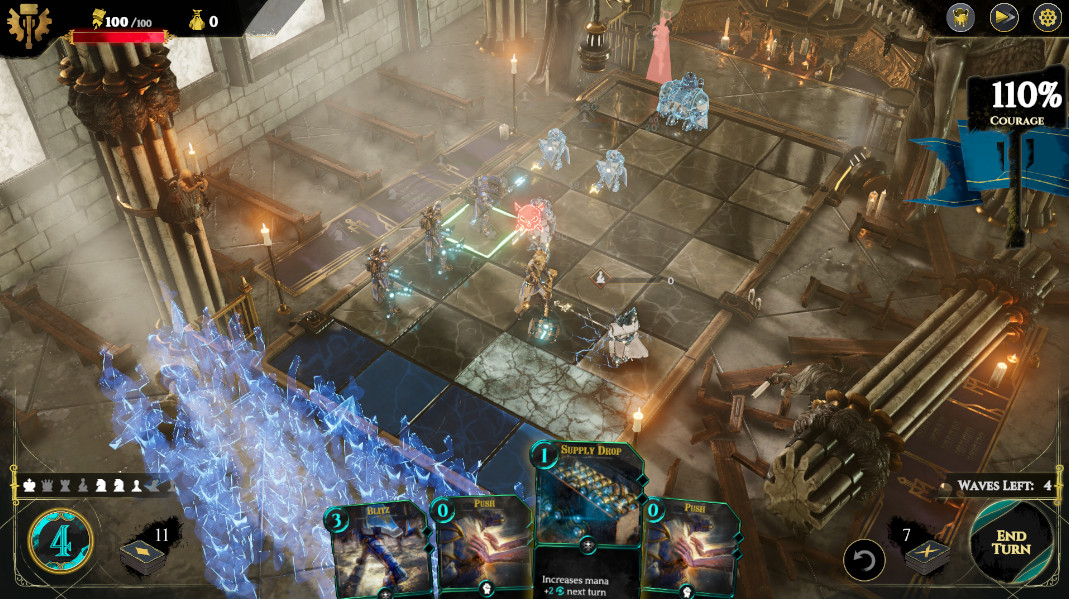 100 /100
0
110%
COURAGE
0
WAVES LEFT: 4
4
11
3 BLITZ
0 PUSH
1 SUPPLY DROP
Increases mana
+2 next turn
0 PUSH
7
END
TURN